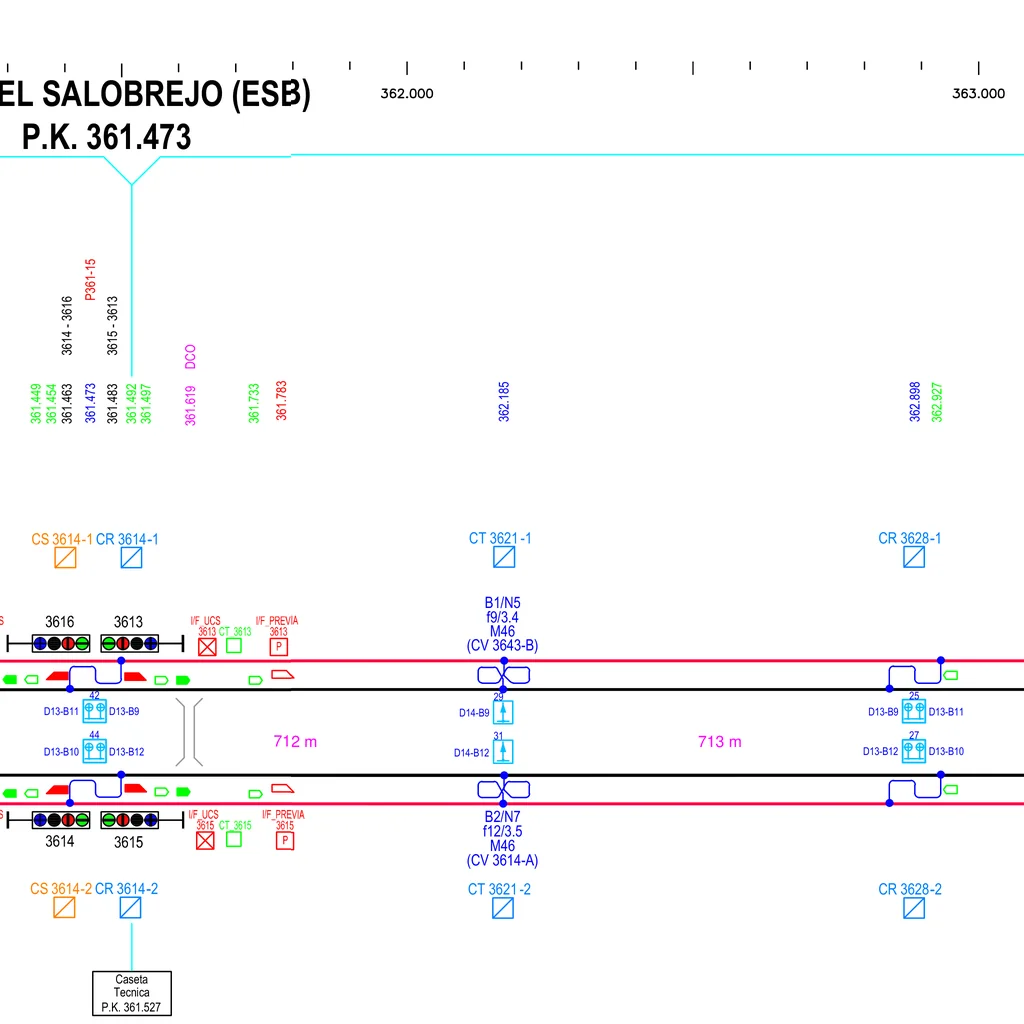 EL SALOBREJO (ESB)
P.K. 361.473
362.000
363.000
P361-15
3614 - 3616
3615 - 3613
DCO
361.449
361.454
361.463
361.473
361.483
361.492
361.497
361.619
361.733
361.783
362.185
362.898
362.927
CS 3614-1
CR 3614-1
CT 3621-1
CR 3628-1
3616
3613
I/F_UCS
3613
CT_3613
I/F_PREVIA
3613
P
B1/N5
f9/3.4
M46
(CV 3643-B)
42
D13-B11
D13-B9
29
D14-B9
25
D13-B9
D13-B11
712 m
713 m
44
D13-B10
D13-B12
31
D14-B12
27
D13-B12
D13-B10
I/F_UCS
3615
CT_3615
I/F_PREVIA
3615
P
3614
3615
B2/N7
f12/3.5
M46
(CV 3614-A)
CS 3614-2
CR 3614-2
CT 3621-2
CR 3628-2
Caseta
Tecnica
P.K. 361.527